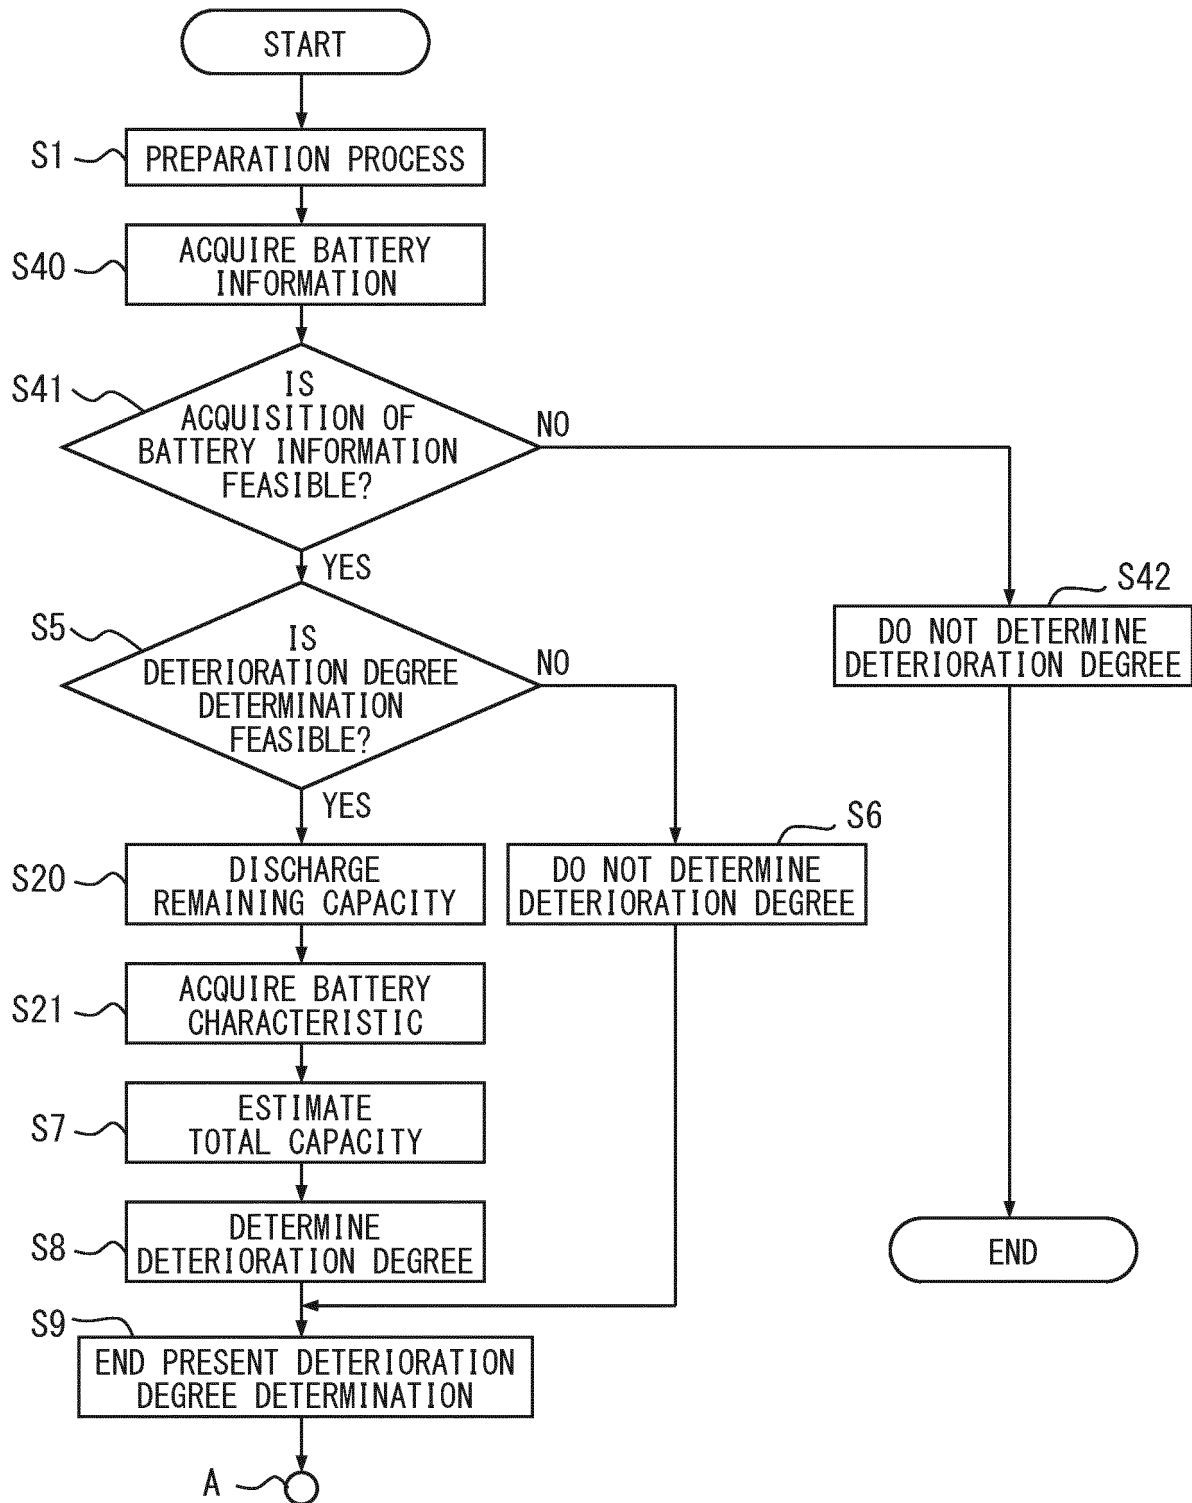 START
S1
PREPARATION PROCESS
S40
ACQUIRE BATTERY
INFORMATION
S41
IS
ACQUISITION OF
BATTERY INFORMATION
FEASIBLE?
NO
YES
S42
DO NOT DETERMINE
DETERIORATION DEGREE
S5
IS
DETERIORATION DEGREE
DETERMINATION
FEASIBLE?
NO
YES
S6
DO NOT DETERMINE
DETERIORATION DEGREE
S20
DISCHARGE
REMAINING CAPACITY
S21
ACQUIRE BATTERY
CHARACTERISTIC
S7
ESTIMATE
TOTAL CAPACITY
S8
DETERMINE
DETERIORATION DEGREE
END
S9
END PRESENT DETERIORATION
DEGREE DETERMINATION
A